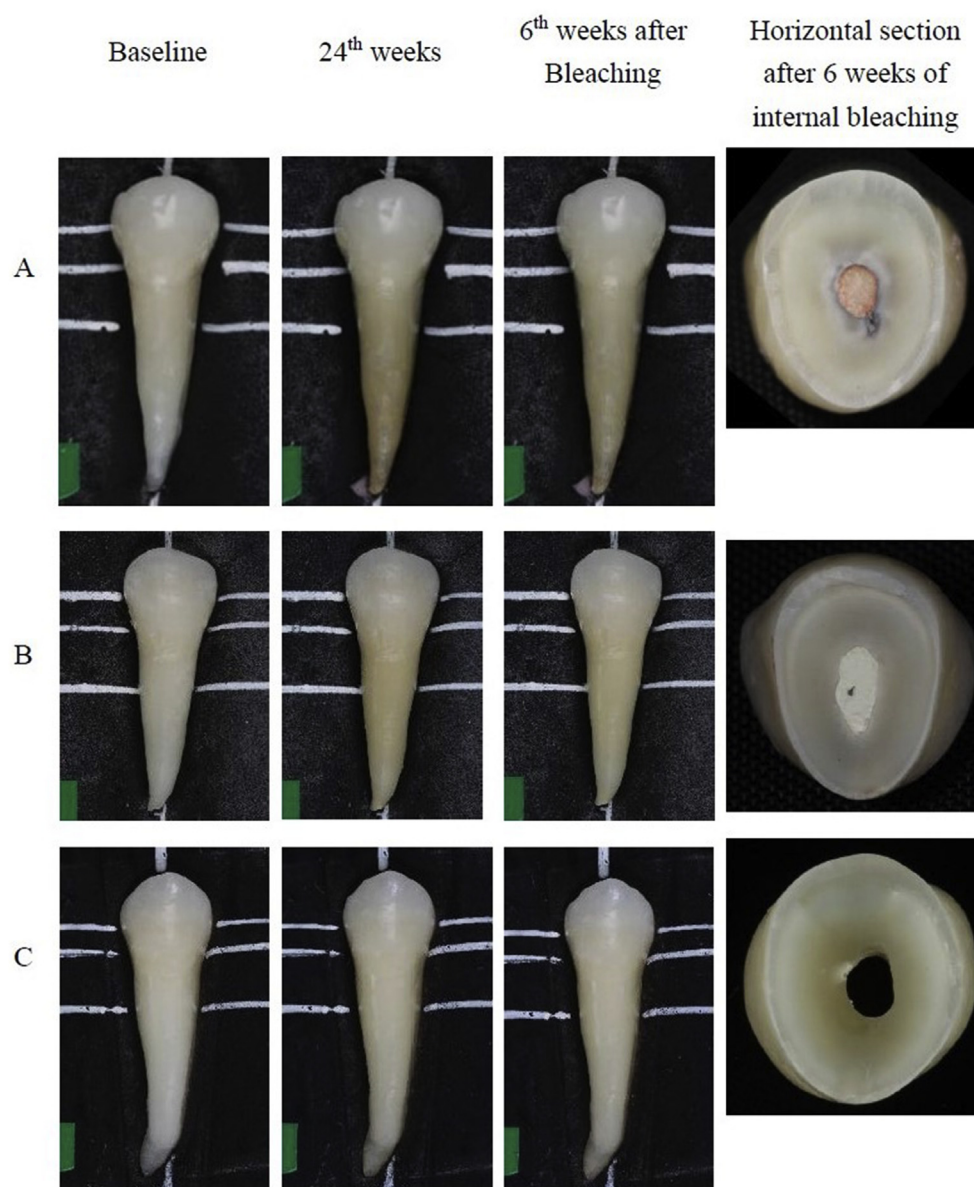 Baseline
24th weeks
6th weeks after
Bleaching
Horizontal section
after 6 weeks of
internal bleaching
A
B
C